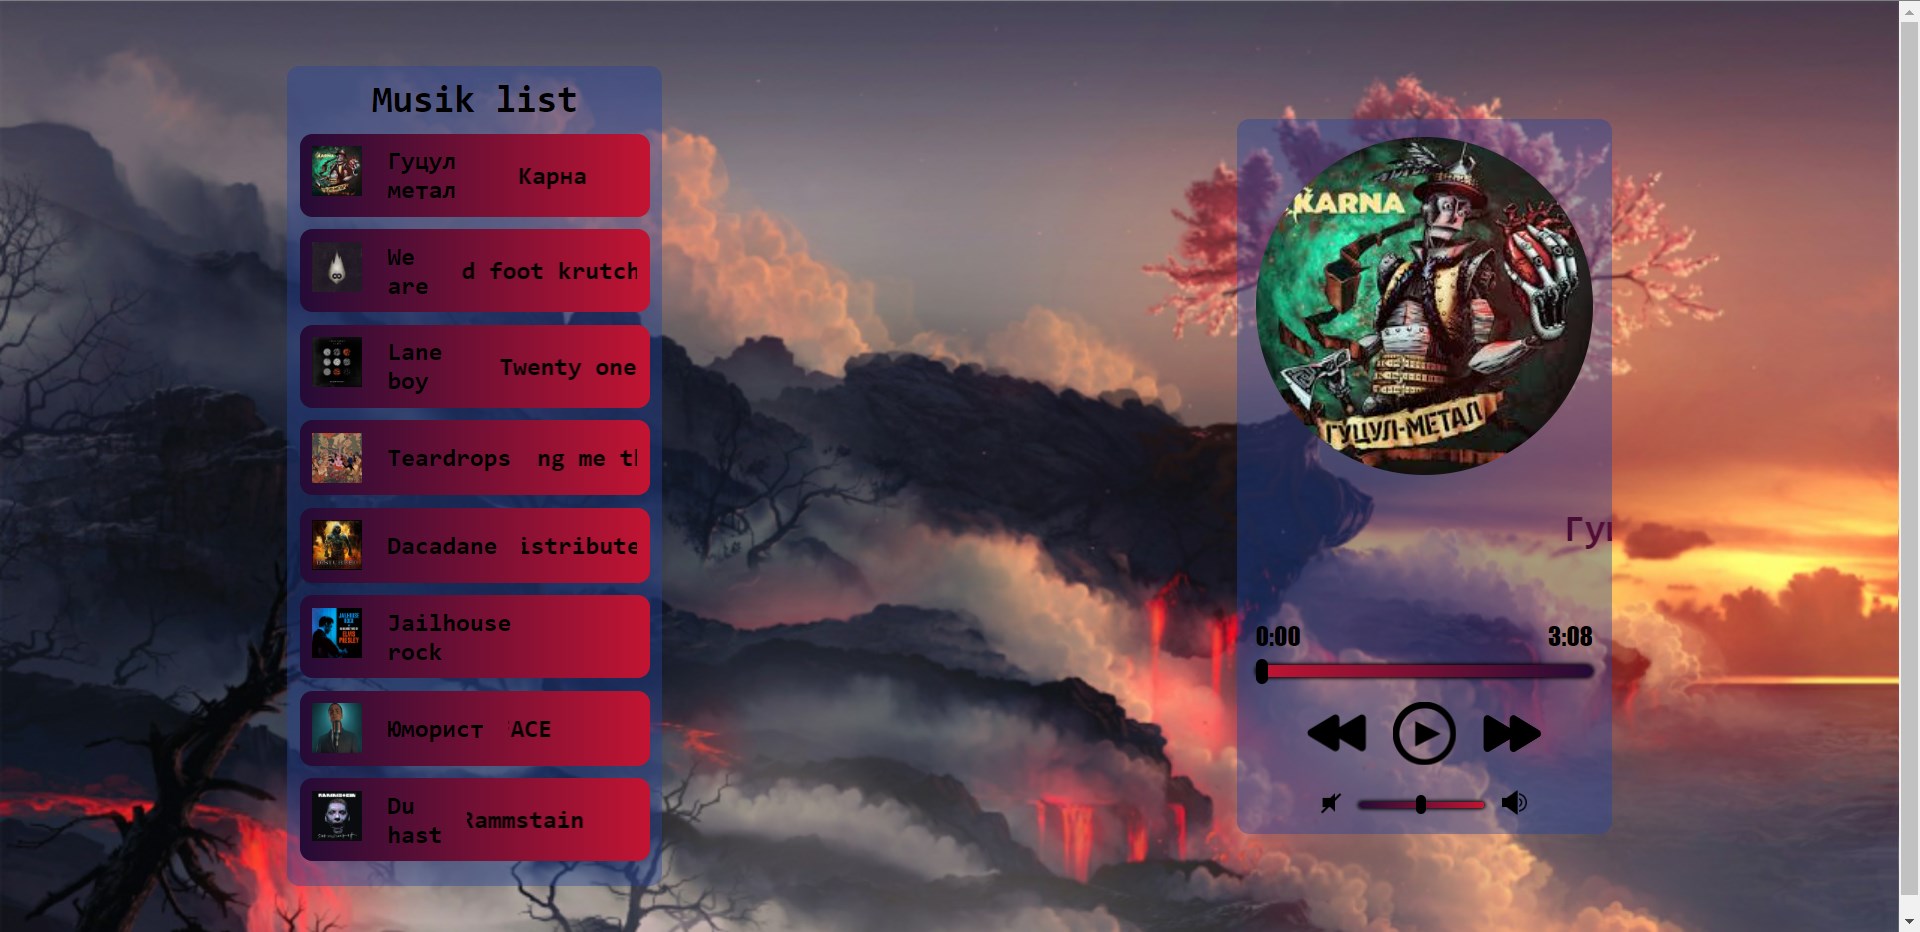 Musik list
Гуцул
метал
Карна
We
are
d foot krutch
Lane
boy
Twenty one
Teardrops
ng me t
Dacadane
istribute
Jailhouse
rock
Юморист
ACE
Du
hast
Rammstain
KARNA
ГУЦУЛ-МЕТАЛ
Гу
0:00
3:08